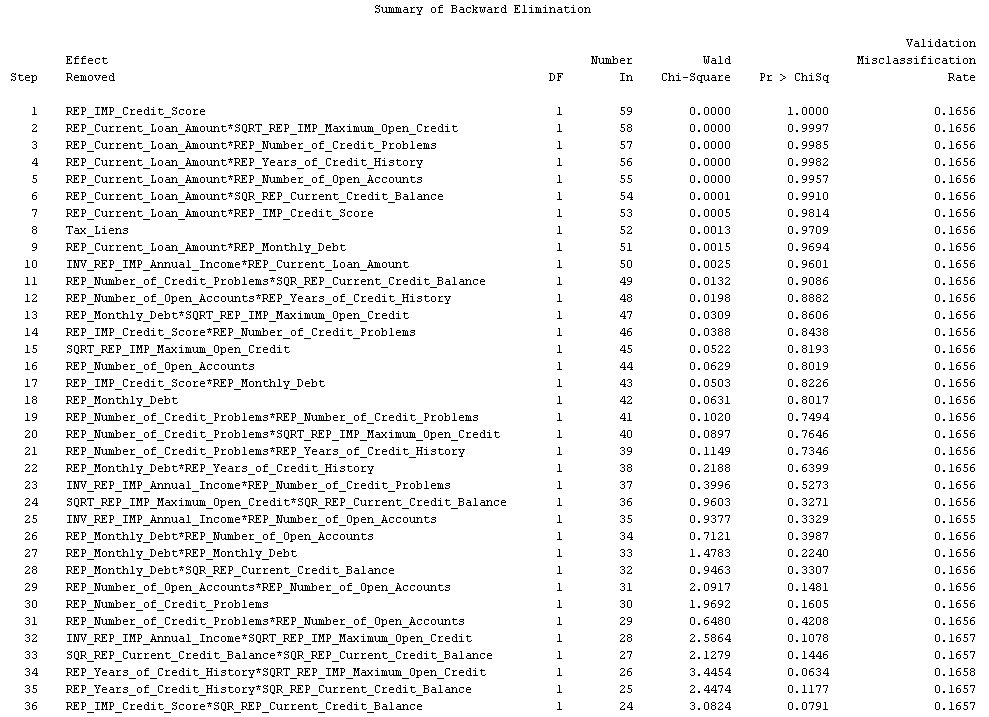 Summary of Backward Elimination
Validation
Effect Number Wald Misclassification
Step Removed DF In Chi-Square Pr > ChiSq Rate
1 REP_IMP_Credit_Score 1 59 0.0000 1.0000 0.1656
2 REP_Current_Loan_Amount*SQRT_REP_IMP_Maximum_Open_Credit 1 58 0.0000 0.9997 0.1656
3 REP_Current_Loan_Amount*REP_Number_of_Credit_Problems 1 57 0.0000 0.9985 0.1656
4 REP_Current_Loan_Amount*REP_Years_of_Credit_History 1 56 0.0000 0.9982 0.1656
5 REP_Current_Loan_Amount*REP_Number_of_Open_Accounts 1 55 0.0000 0.9957 0.1656
6 REP_Current_Loan_Amount*SQR_REP_Current_Credit_Balance 1 54 0.0001 0.9910 0.1656
7 REP_Current_Loan_Amount*REP_IMP_Credit_Score 1 53 0.0005 0.9814 0.1656
8 Tax_Liens 1 52 0.0013 0.9709 0.1656
9 REP_Current_Loan_Amount*REP_Monthly_Debt 1 51 0.0015 0.9694 0.1656
10 INV_REP_IMP_Annual_Income*REP_Current_Loan_Amount 1 50 0.0025 0.9601 0.1656
11 REP_Number_of_Credit_Problems*SQR_REP_Current_Credit_Balance 1 49 0.0132 0.9086 0.1656
12 REP_Number_of_Open_Accounts*REP_Years_of_Credit_History 1 48 0.0198 0.8882 0.1656
13 REP_Monthly_Debt*SQRT_REP_IMP_Maximum_Open_Credit 1 47 0.0309 0.8606 0.1656
14 REP_IMP_Credit_Score*REP_Number_of_Credit_Problems 1 46 0.0388 0.8438 0.1656
15 SQRT_REP_IMP_Maximum_Open_Credit 1 45 0.0522 0.8193 0.1656
16 REP_Number_of_Open_Accounts 1 44 0.0629 0.8019 0.1656
17 REP_IMP_Credit_Score*REP_Monthly_Debt 1 43 0.0503 0.8226 0.1656
18 REP_Monthly_Debt 1 42 0.0631 0.8017 0.1656
19 REP_Number_of_Credit_Problems*REP_Number_of_Credit_Problems 1 41 0.1020 0.7494 0.1656
20 REP_Number_of_Credit_Problems*SQRT_REP_IMP_Maximum_Open_Credit 1 40 0.0897 0.7646 0.1656
21 REP_Number_of_Credit_Problems*REP_Years_of_Credit_History 1 39 0.1149 0.7346 0.1656
22 REP_Monthly_Debt*REP_Years_of_Credit_History 1 38 0.2188 0.6399 0.1656
23 INV_REP_IMP_Annual_Income*REP_Number_of_Credit_Problems 1 37 0.3996 0.5273 0.1656
24 SQRT_REP_IMP_Maximum_Open_Credit*SQR_REP_Current_Credit_Balance 1 36 0.9603 0.3271 0.1656
25 INV_REP_IMP_Annual_Income*REP_Number_of_Open_Accounts 1 35 0.9377 0.3329 0.1655
26 REP_Monthly_Debt*REP_Number_of_Open_Accounts 1 34 0.7121 0.3987 0.1656
27 REP_Monthly_Debt*REP_Monthly_Debt 1 33 1.4783 0.2240 0.1656
28 REP_Monthly_Debt*SQR_REP_Current_Credit_Balance 1 32 0.9463 0.3307 0.1656
29 REP_Number_of_Open_Accounts*REP_Number_of_Open_Accounts 1 31 2.0917 0.1481 0.1656
30 REP_Number_of_Credit_Problems 1 30 1.9692 0.1605 0.1656
31 REP_Number_of_Credit_Problems*REP_Number_of_Open_Accounts 1 29 0.6480 0.4208 0.1656
32 INV_REP_IMP_Annual_Income*SQRT_REP_IMP_Maximum_Open_Credit 1 28 2.5864 0.1078 0.1657
33 SQR_REP_Current_Credit_Balance*SQR_REP_Current_Credit_Balance 1 27 2.1279 0.1446 0.1657
34 REP_Years_of_Credit_History*SQRT_REP_IMP_Maximum_Open_Credit 1 26 3.4454 0.0634 0.1658
35 REP_Years_of_Credit_History*SQR_REP_Current_Credit_Balance 1 25 2.4474 0.1177 0.1657
36 REP_IMP_Credit_Score*SQR_REP_Current_Credit_Balance 1 24 3.0824 0.0791 0.1657